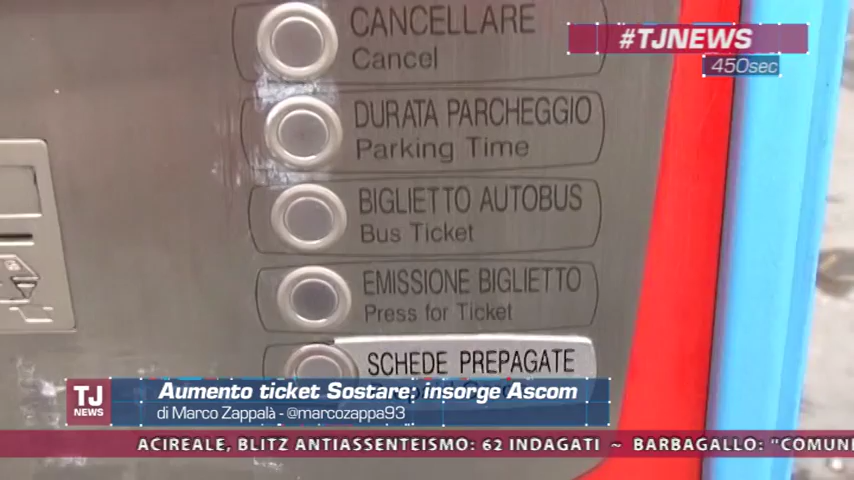 CANCELLARE
Cancel
#TJNEWS
450sec
DURATA PARCHEGGIO
Parking Time
BIGLIETTO AUTOBUS
Bus Ticket
EMISSIONE BIGLIETTO
Press for Ticket
SCHEDE PREPAGATE
TJ
NEWS
Aumento ticket Sostare; insorge Ascom
di Marco Zappalà - @marcozappa93
ACIREALE, BLITZ ANTIASSENTEISMO: 62 INDAGATI ~ BARBAGALLO: "COMUNI